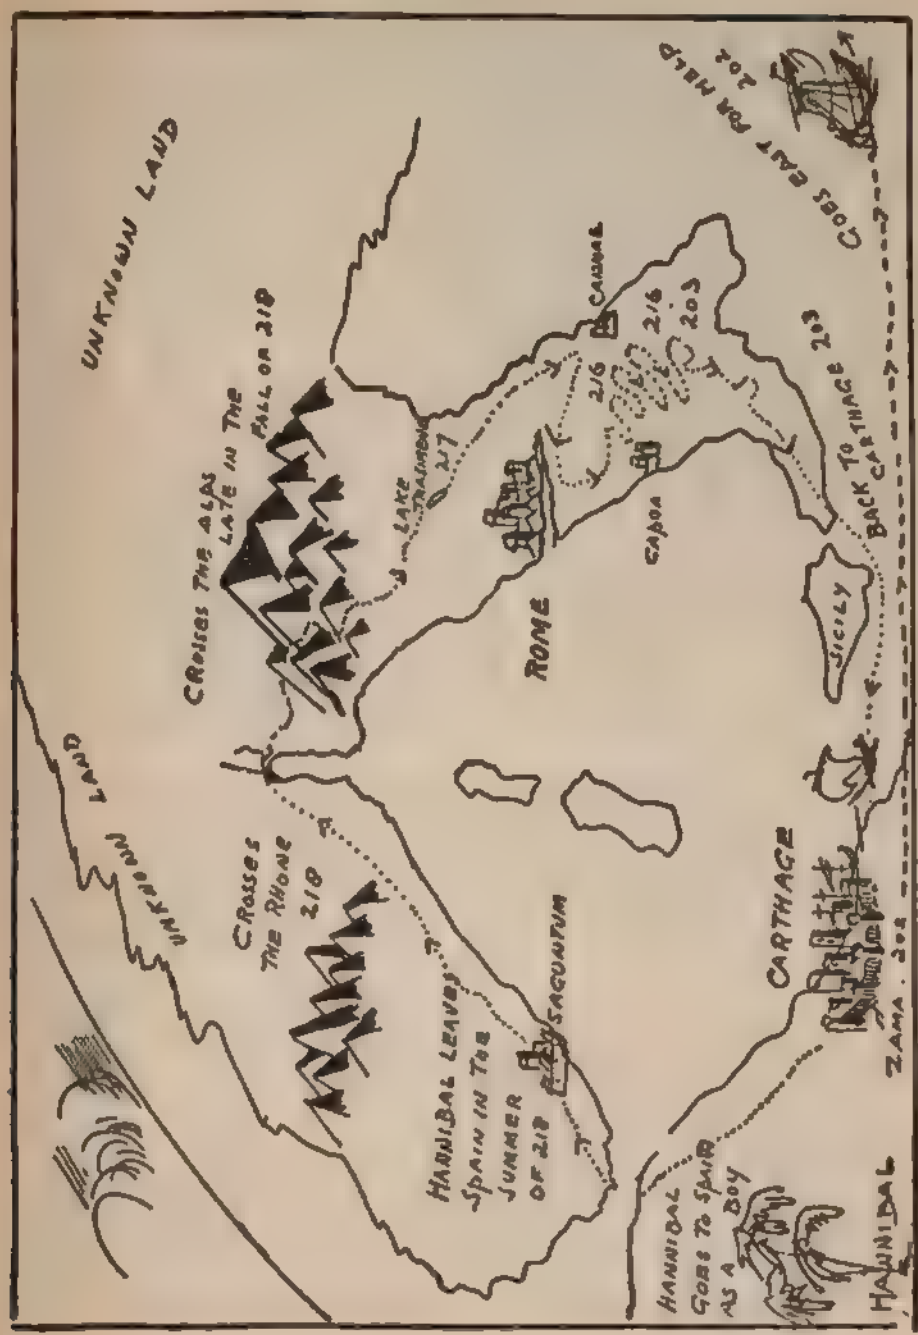 UNKNOWN LAND
UNKNOWN LAND
CROSSES THE ALPS
LATE IN THE
FALL OF 218
CROSSES
THE RHONE
218
LAKE
TRASIMENE
217
HANNIBAL LEAVES
SPAIN IN THE
SUMMER
OF 218
SAGUNTUM
ROME
CANNAE
216
216
203
CAPUA
HANNIBAL
GOES TO SPAIN
AS A BOY
CARTHAGE
SICILY
BACK TO
CARTHAGE 203
GOES EAST FOR HELP
202
HANNIBAL
ZAMA . 202